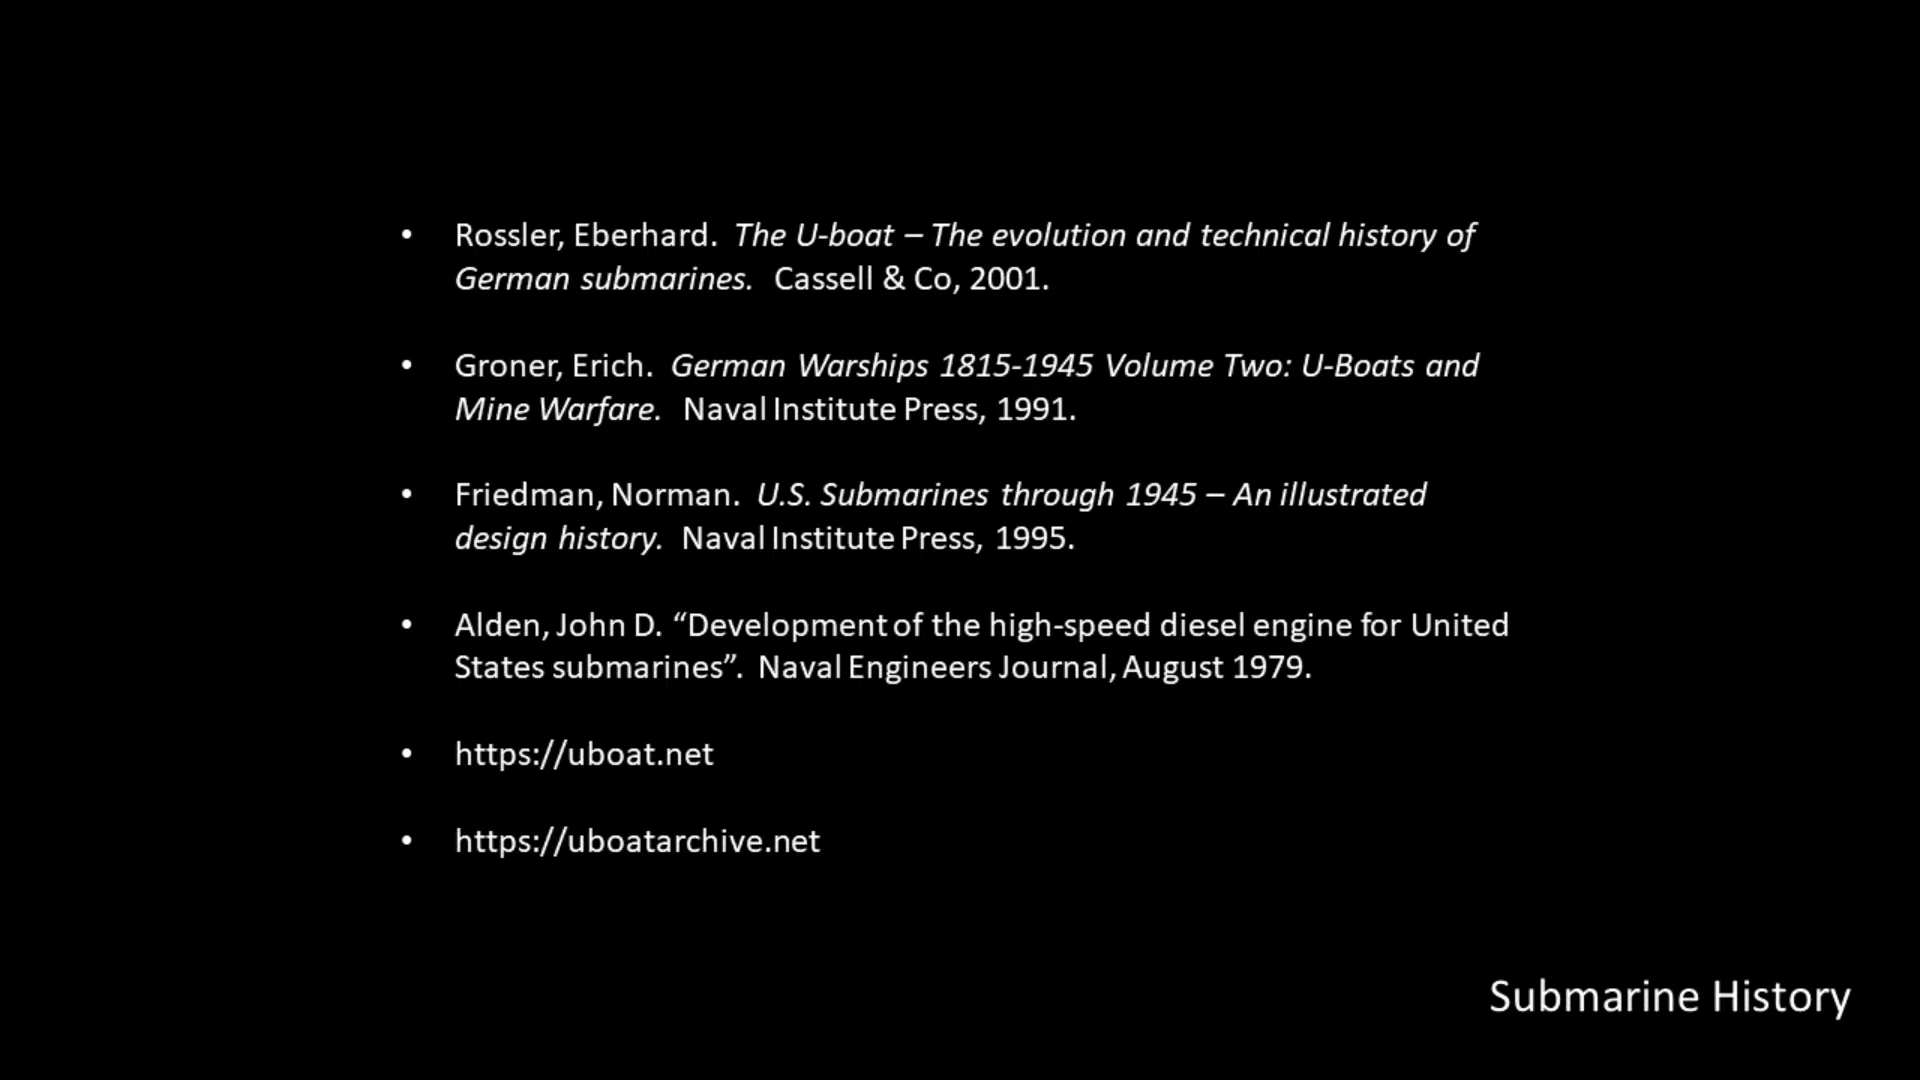 • Rossler, Eberhard. The U-boat – The evolution and technical history of
German submarines. Cassell & Co, 2001.
• Groner, Erich. German Warships 1815-1945 Volume Two: U-Boats and
Mine Warfare. Naval Institute Press, 1991.
• Friedman, Norman. U.S. Submarines through 1945 – An illustrated
design history. Naval Institute Press, 1995.
• Alden, John D. “Development of the high-speed diesel engine for United
States submarines”. Naval Engineers Journal, August 1979.
• https://uboat.net
• https://uboatarchive.net
Submarine History